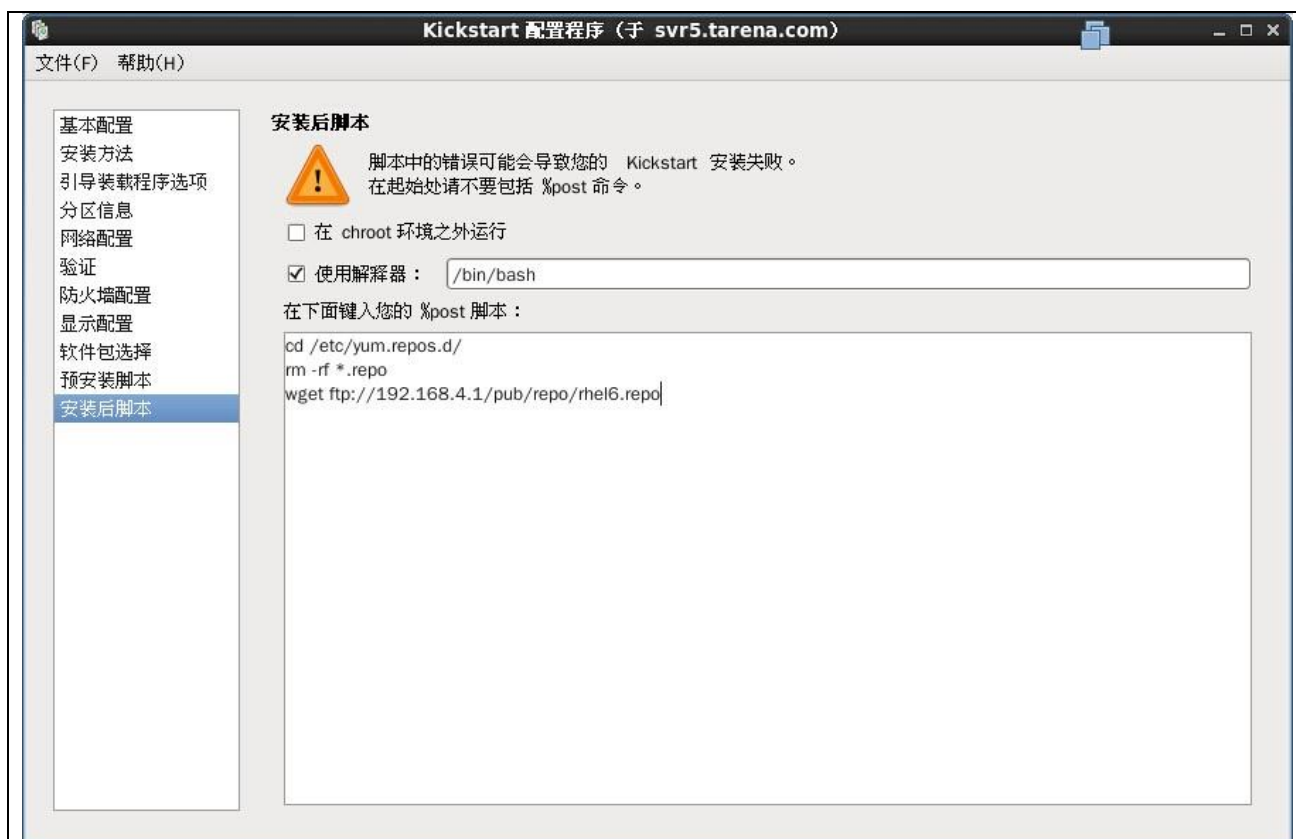 Kickstart 配置程序（于 svr5.tarena.com）
文件(F) 帮助(H)
基本配置
安装方法
引导装载程序选项
分区信息
网络配置
验证
防火墙配置
显示配置
软件包选择
预安装脚本
安装后脚本
安装后脚本
脚本中的错误可能会导致您的 Kickstart 安装失败。
在起始处请不要包括 %post 命令。
在 chroot 环境之外运行
使用解释器： /bin/bash
在下面键入您的 %post 脚本：
cd /etc/yum.repos.d/
rm -rf *.repo
wget ftp://192.168.4.1/pub/repo/rhel6.repo